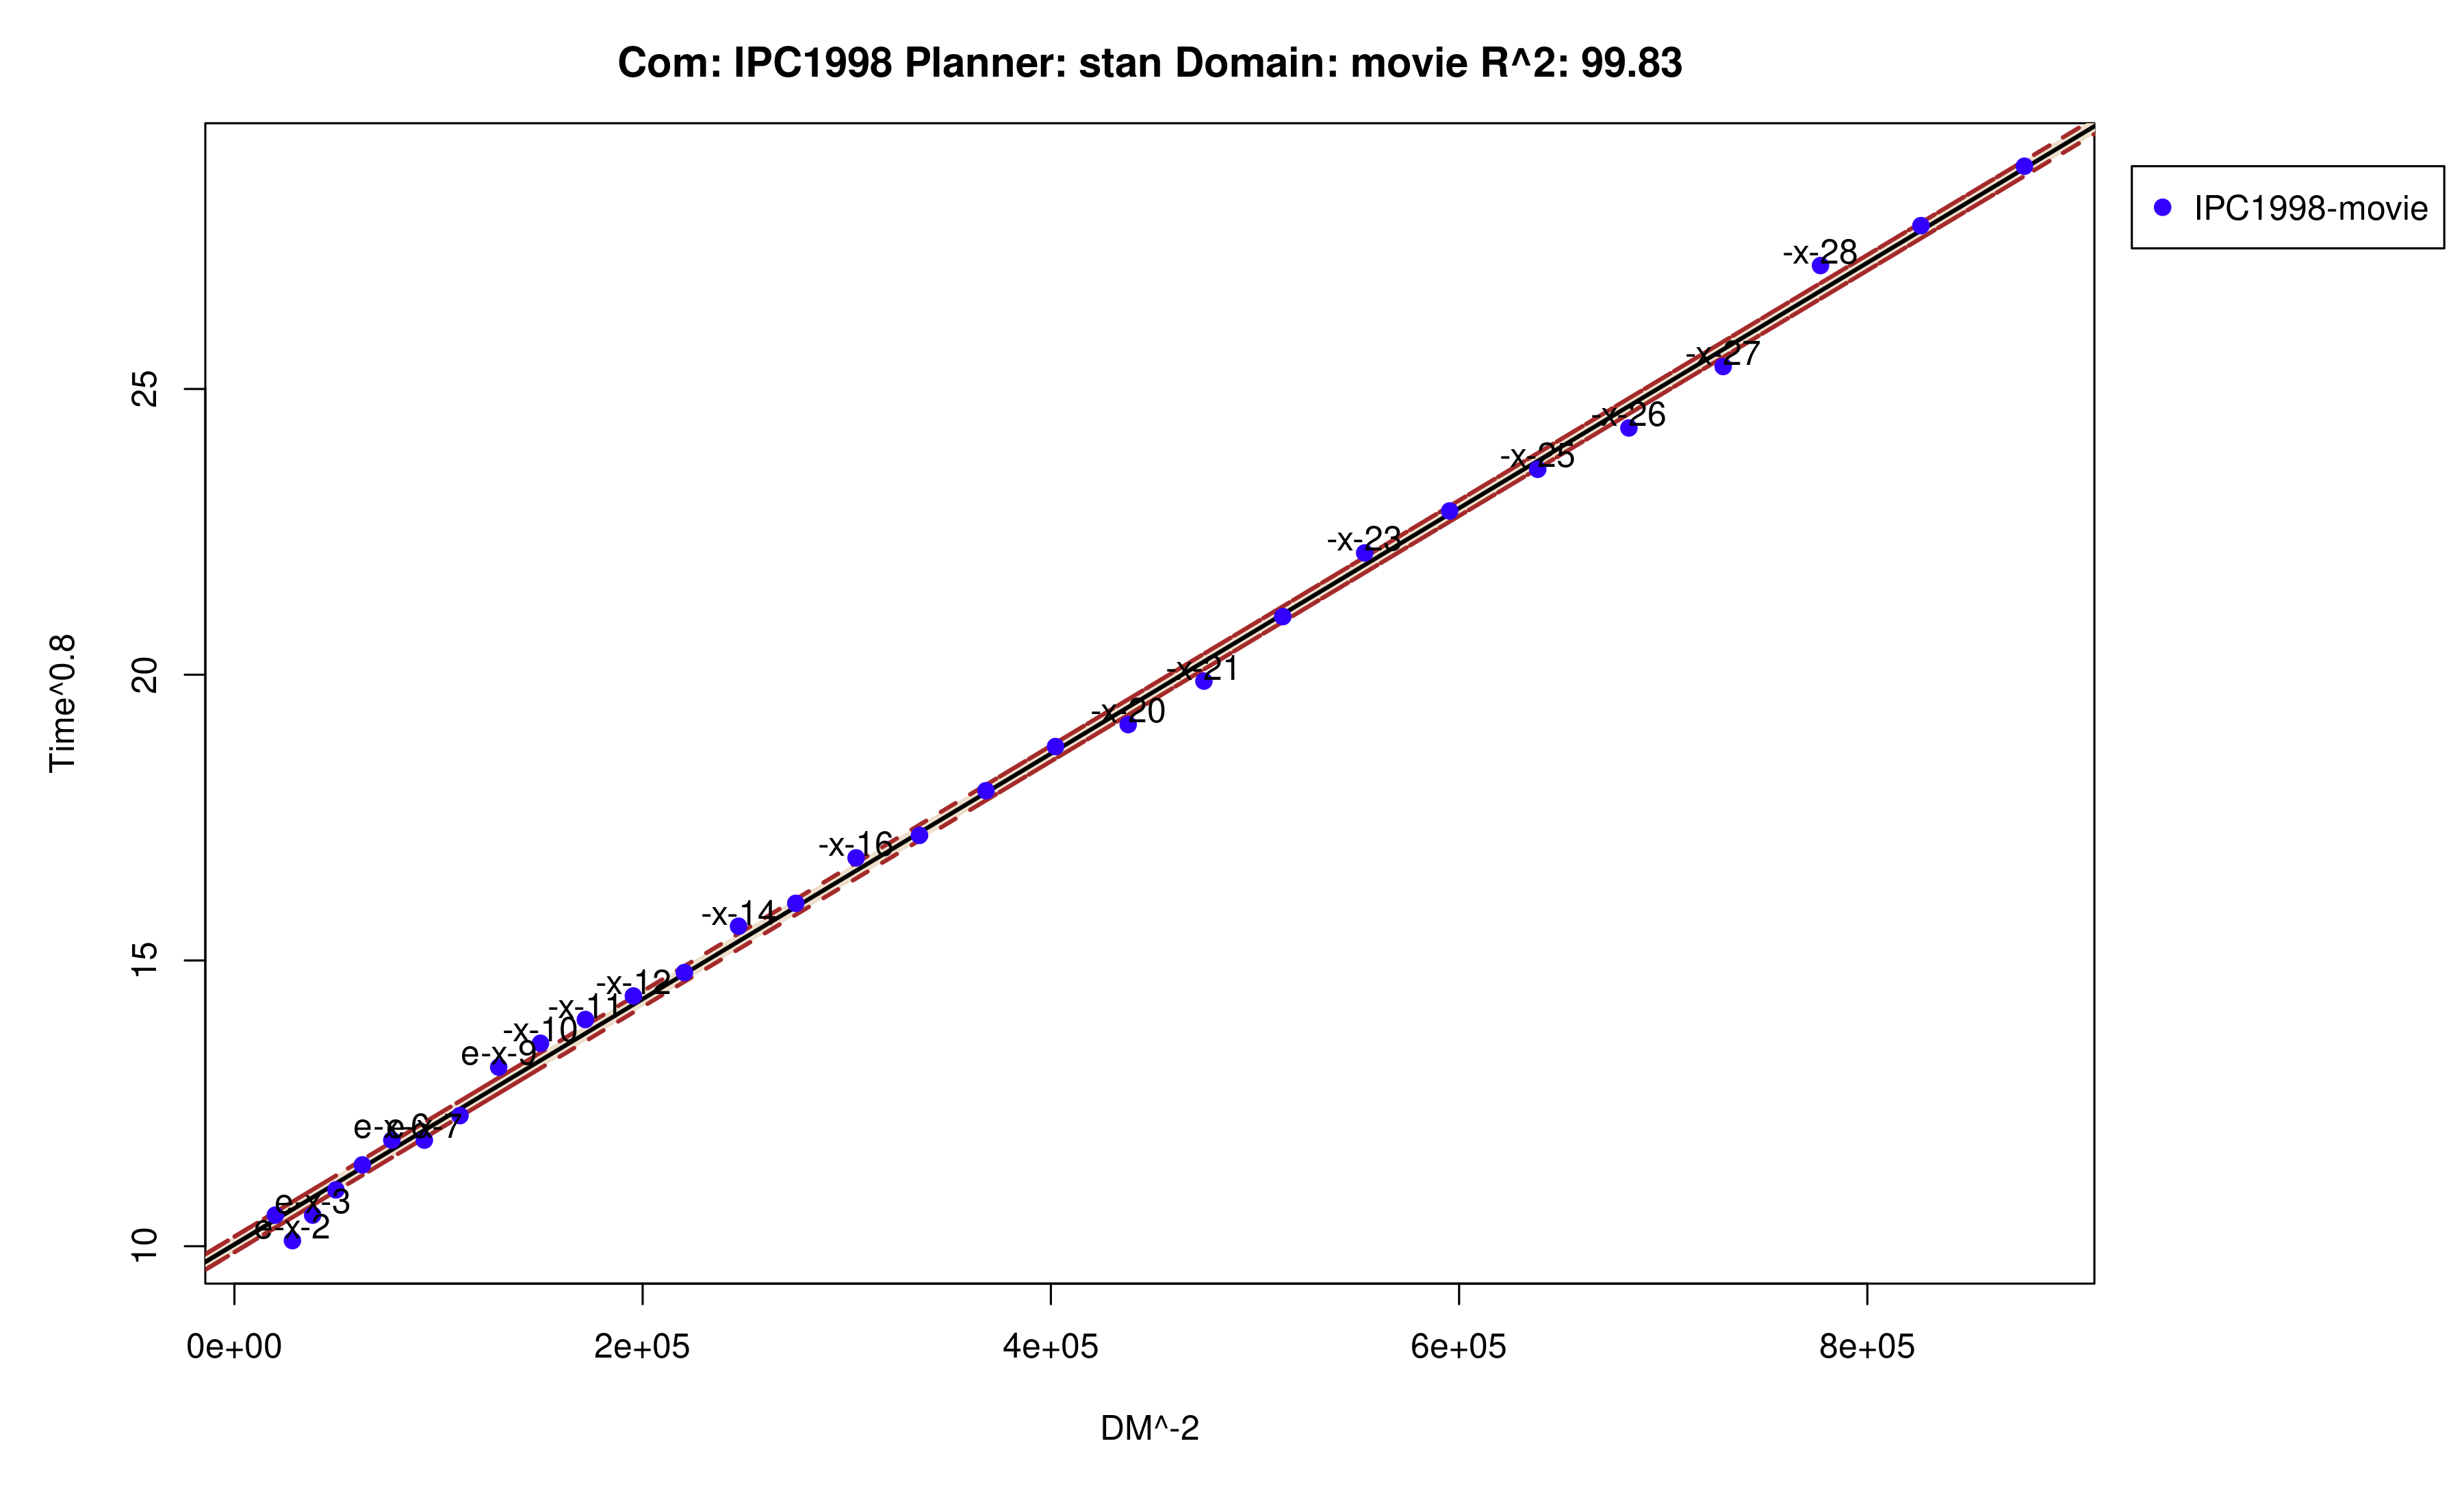 Com: IPC1998 Planner: stan Domain: movie R^2: 99.83
IPC1998-movie
-x-28
-x-27
25
-x-26
-x-25
-x-23
Time^0.8
20
-x-21
-x-20
-x-16
-x-14
15
-x-12
-x-11
-x-10
e-x-9
e-x-6
e-x-7
e-x-3
e-x-2
10
0e+00 2e+05 4e+05 6e+05 8e+05
DM^-2